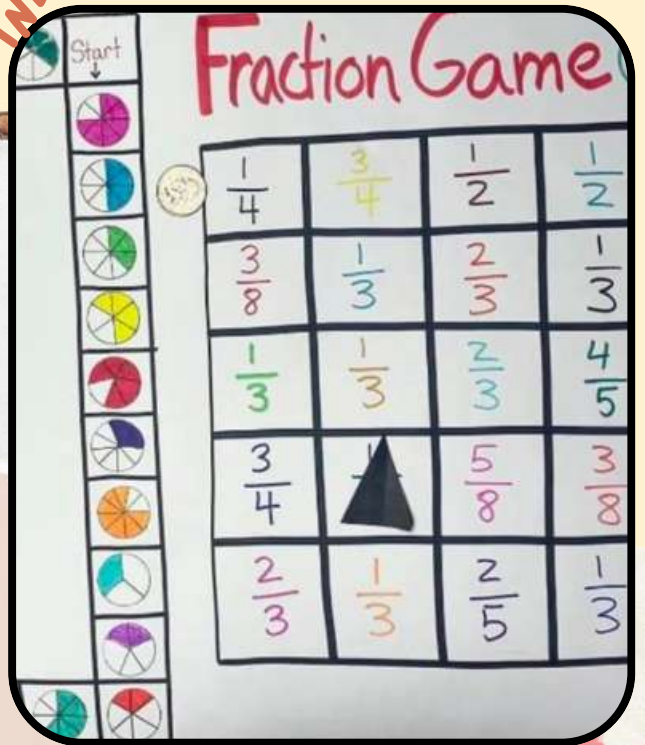 Start
Fraction Game
1/4 3/4 1/2 1/2
3/8 1/3 2/3 1/3
1/3 1/3 2/3 4/5
3/4 5/8 3/8
2/3 1/3 2/5 1/3